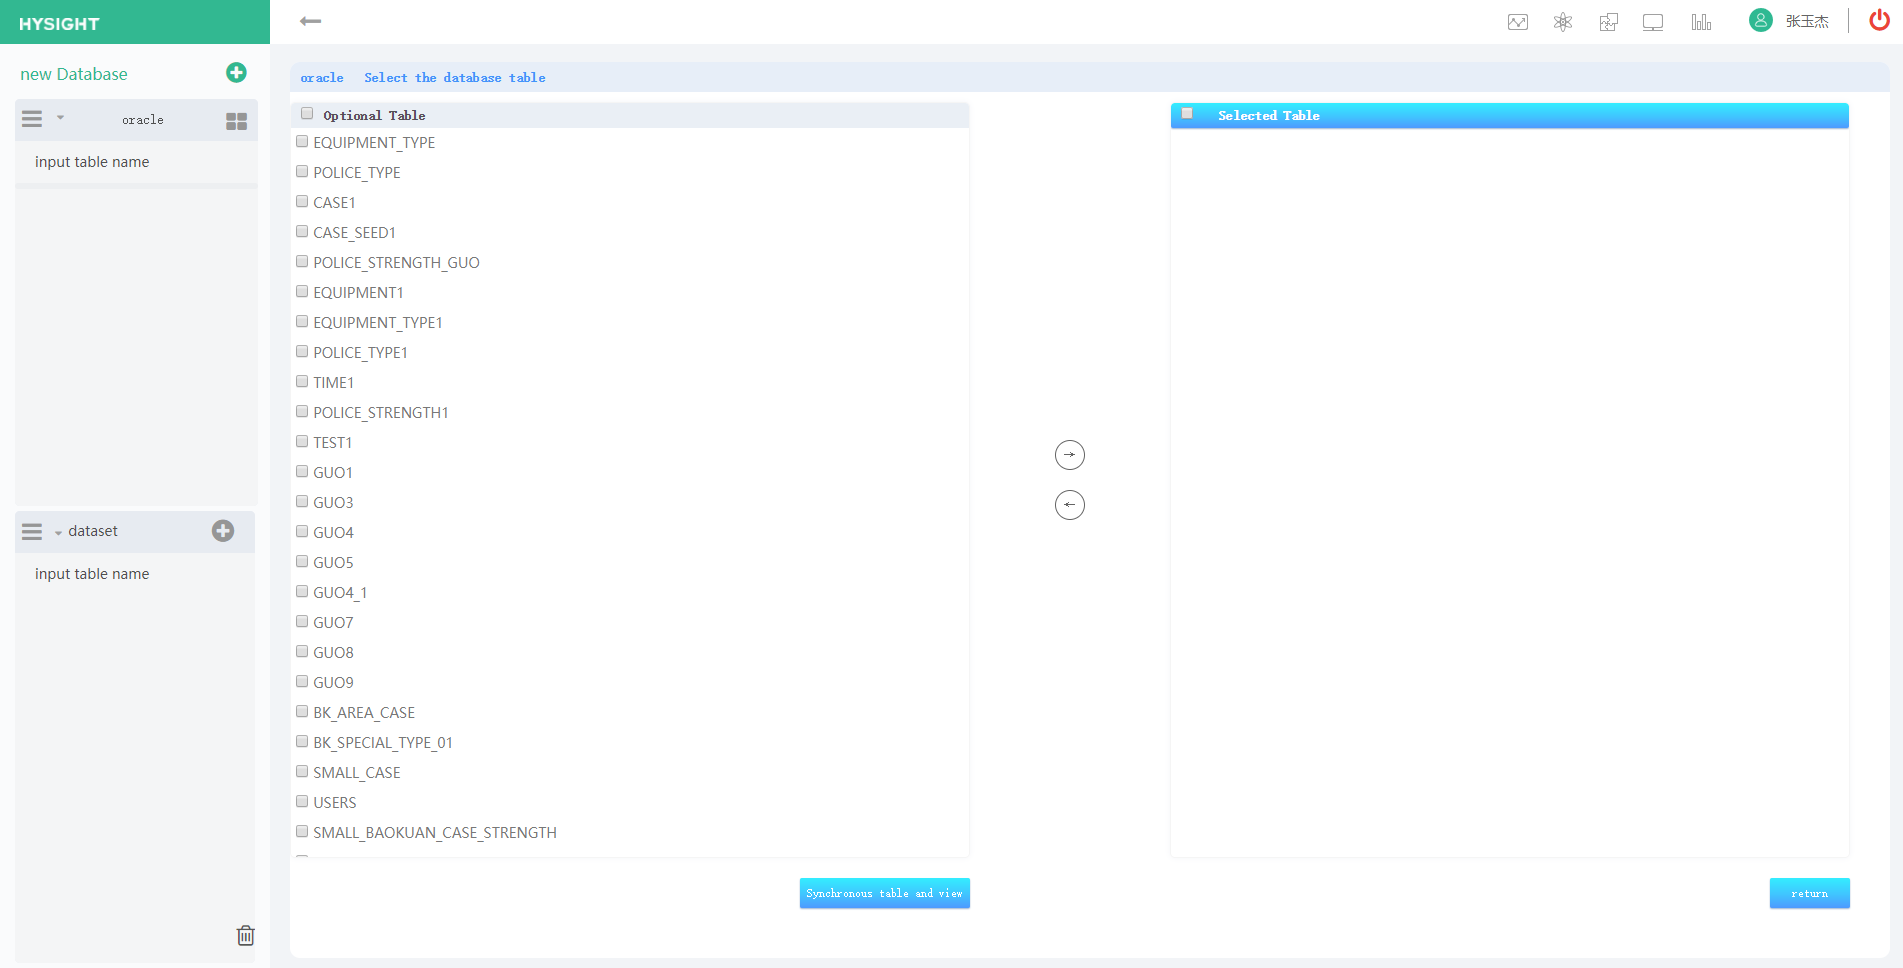 HYSIGHT
张玉杰
new Database
oracle
input table name
dataset
input table name
oracle Select the database table
Optional Table
EQUIPMENT_TYPE
POLICE_TYPE
CASE1
CASE_SEED1
POLICE_STRENGTH_GUO
EQUIPMENT1
EQUIPMENT_TYPE1
POLICE_TYPE1
TIME1
POLICE_STRENGTH1
TEST1
GUO1
GUO3
GUO4
GUO5
GUO4_1
GUO7
GUO8
GUO9
BK_AREA_CASE
BK_SPECIAL_TYPE_01
SMALL_CASE
USERS
SMALL_BAOKUAN_CASE_STRENGTH
Synchronous table and view
Selected Table
return